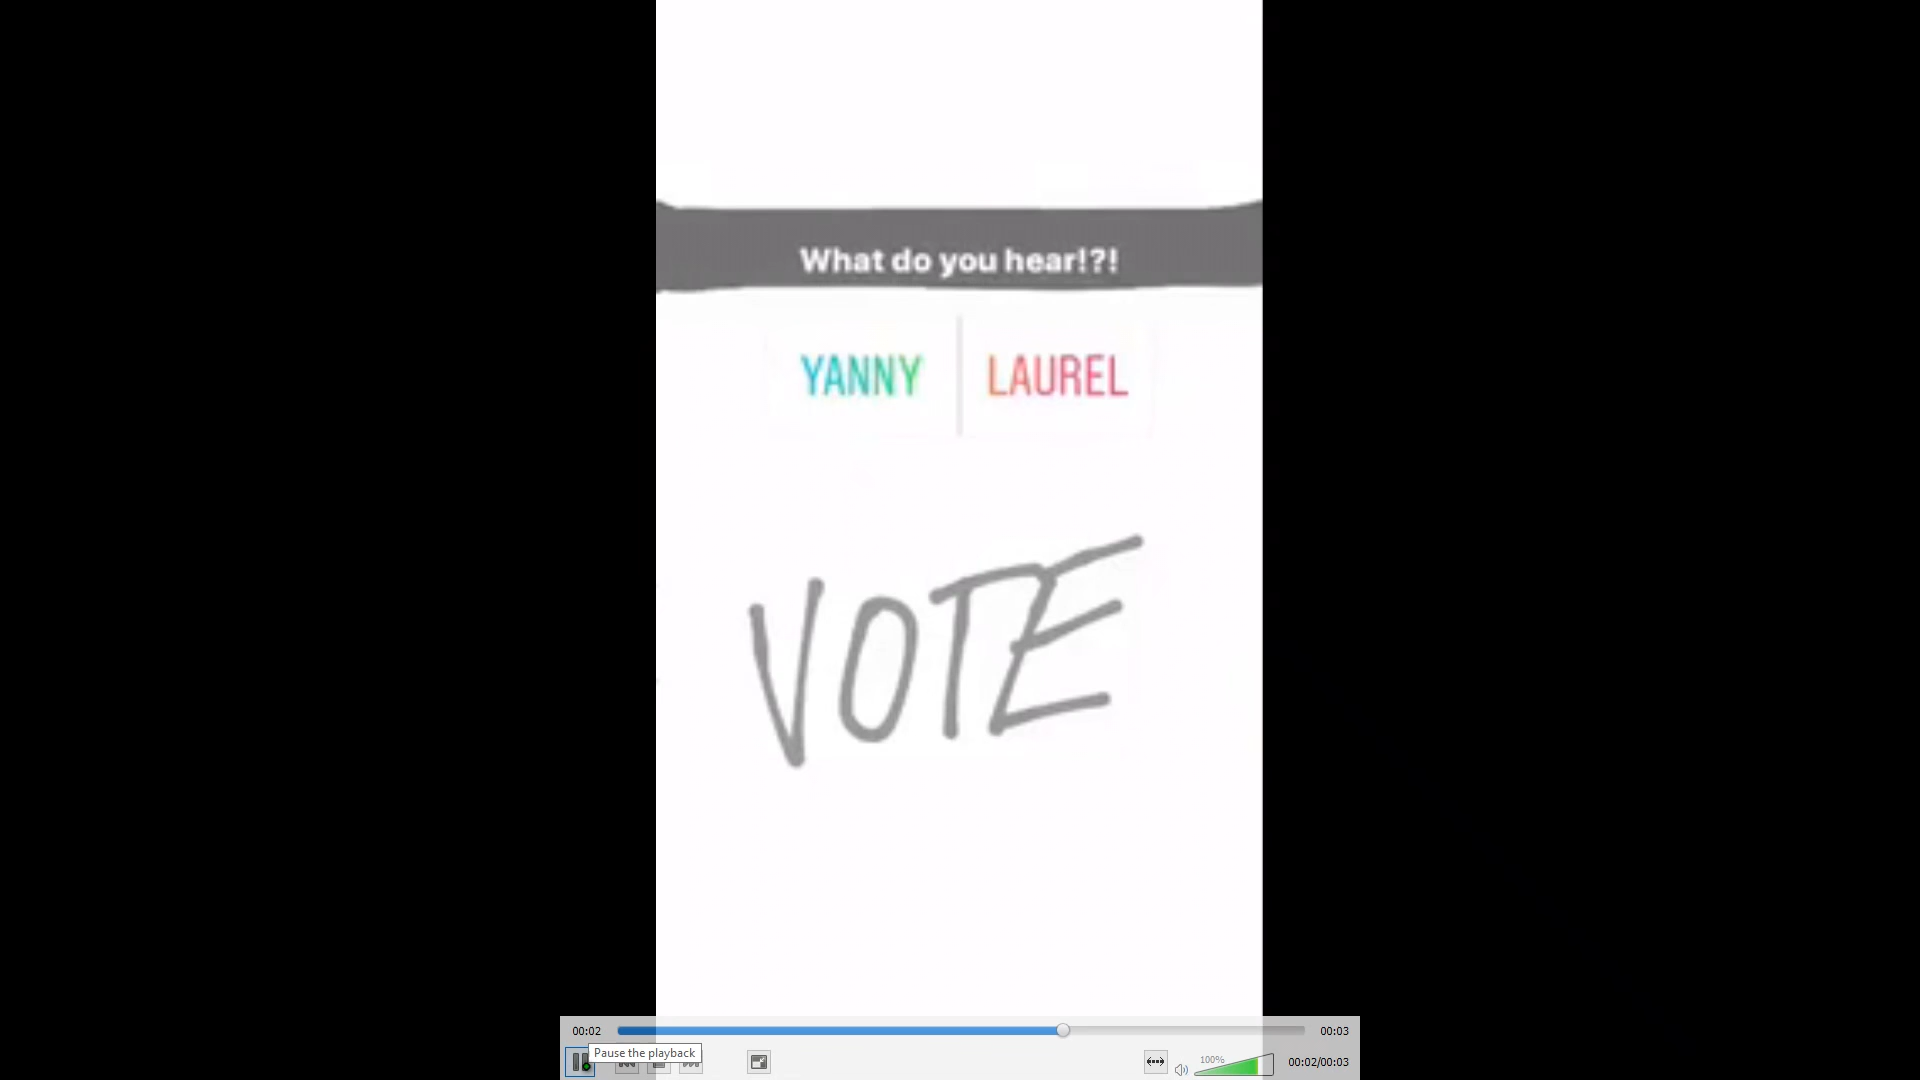 What do you hear!?!
YANNY
LAUREL
VOTE
00:02
00:03
Pause the playback
100%
00:02/00:03